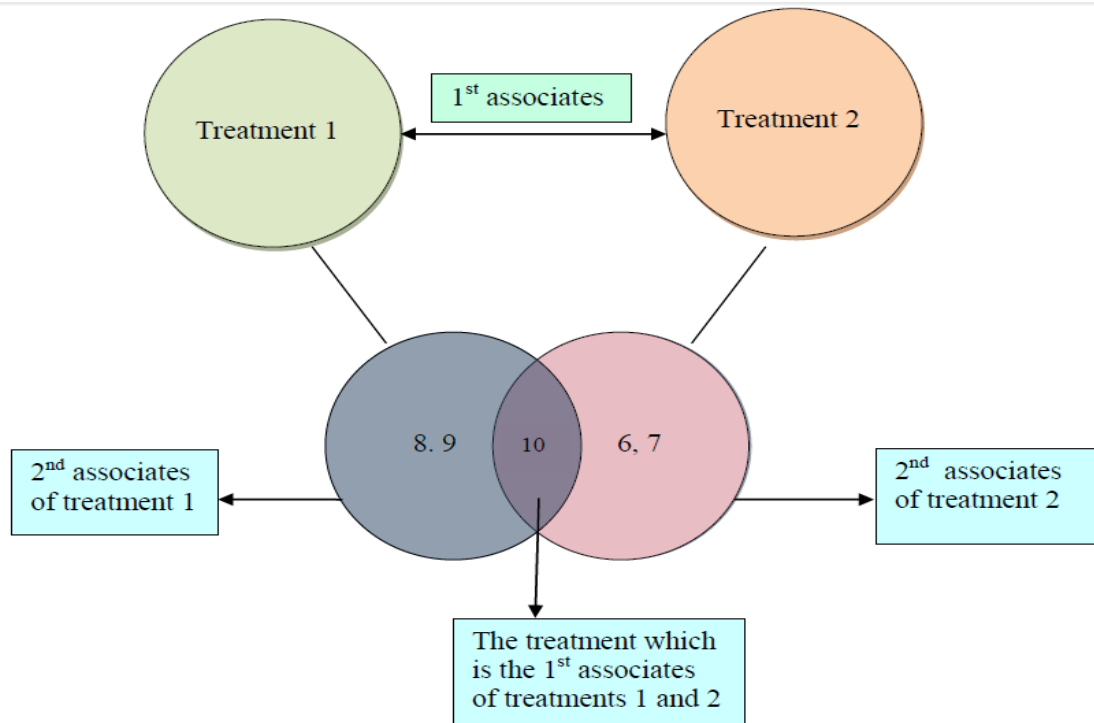 1st associates
Treatment 1
Treatment 2
8. 9
10
6, 7
2nd associates
of treatment 1
2nd associates
of treatment 2
The treatment which
is the 1st associates
of treatments 1 and 2